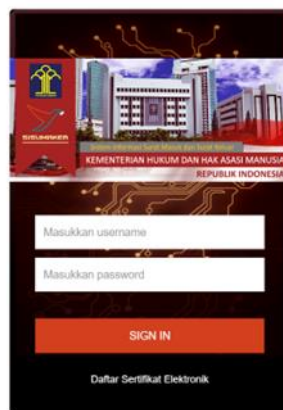 SISUMAKER
Sistem Informasi Surat Masuk dan Surat Keluar
KEMENTERIAN HUKUM DAN HAK ASASI MANUSIA
REPUBLIK INDONESIA
Masukkan username
Masukkan password
SIGN IN
Daftar Sertifikat Elektronik